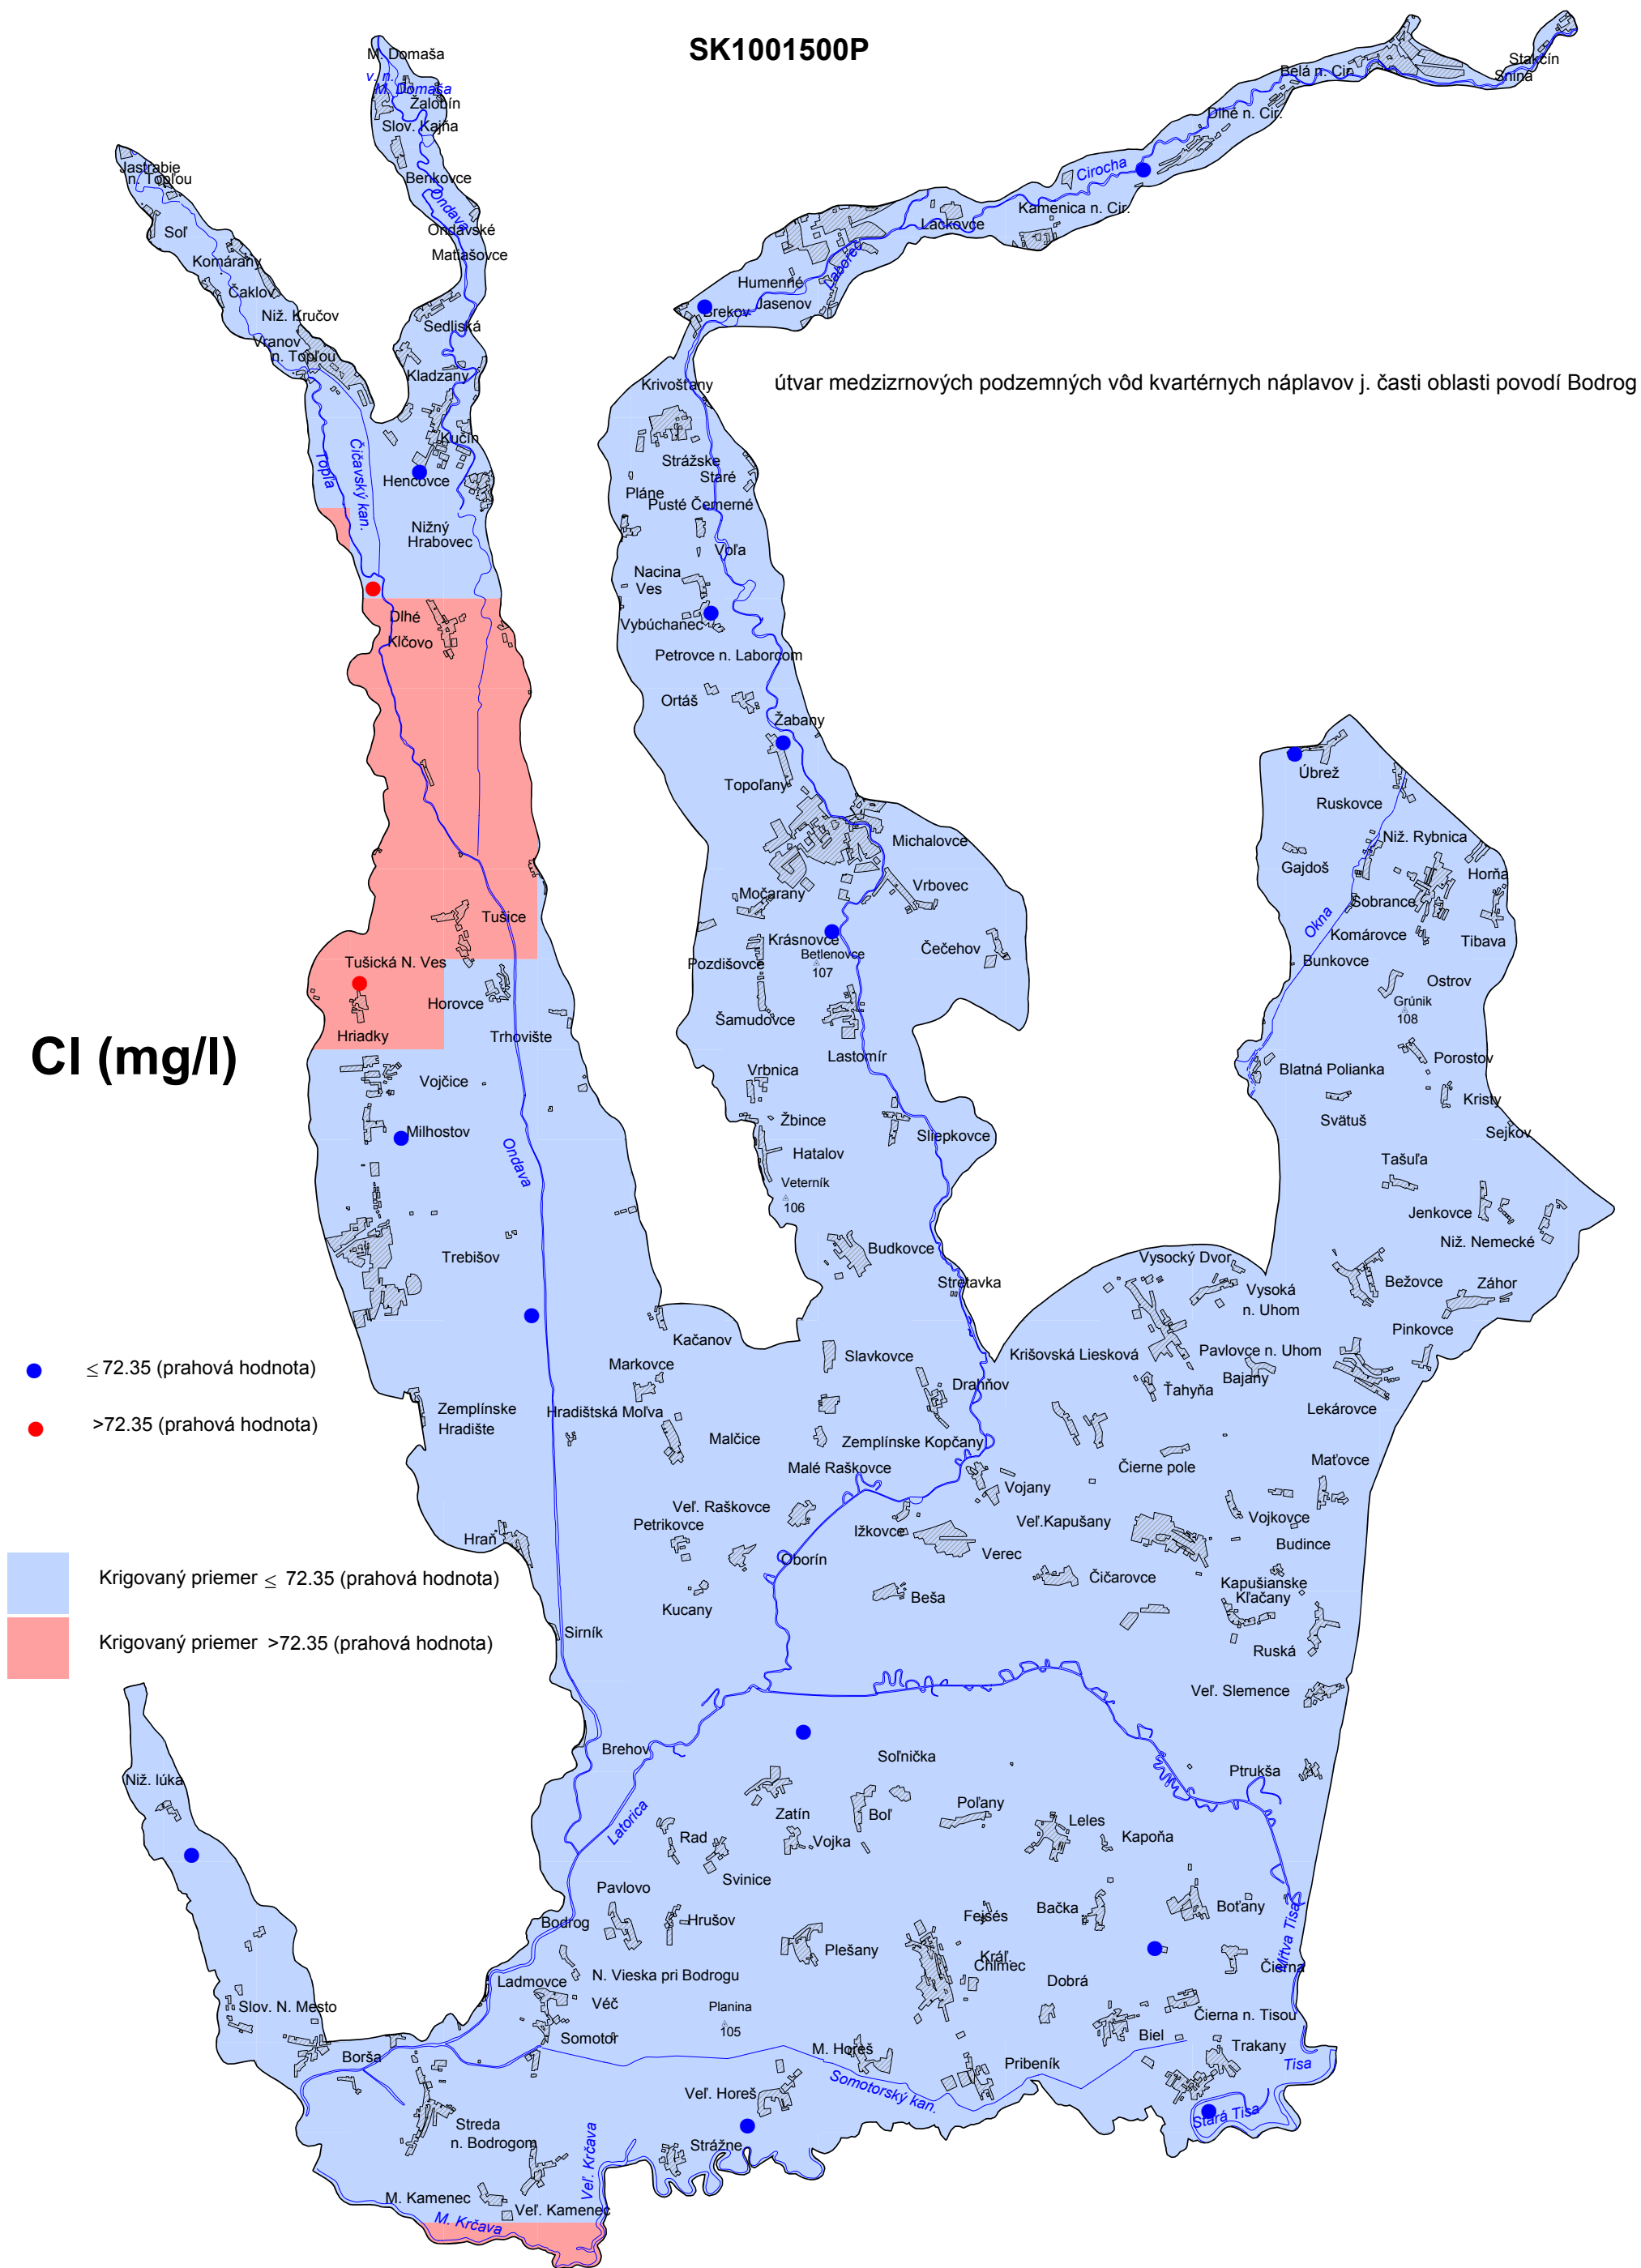 SK1001500P
M. Domaša
v. n.
M. Domaša
Žalobín
Slov. Kajňa
Benkovce
Ondava
Ondavské
Matiašovce
Jastrabie
n. Topľou
Soľ
Komárany
Čaklov
Niž. Kručov
Vranov
n. Topľou
Sedliská
Kladzany
Kučín
Hencovce
Topľa
Čičavský kan.
Nižný
Hrabovec
Stakčín
Snina
Belá n. Cir.
Dlhé n. Cir.
Cirocha
Kamenica n. Cir.
Lackovce
Laborec
Humenné
Jasenov
Brekov
útvar medzizrnových podzemných vôd kvartérnych náplavov j. časti oblasti povodí Bodrog
Krivošťany
Strážske
Staré
Pláne
Pusté Čemerné
Voľa
Nacina
Ves
Vybúchanec
Petrovce n. Laborcom
Ortáš
Žabany
Topoľany
Dlhé
Klčovo
Michalovce
Vrbovec
Močarany
Krásnovce
Betlenovce
107
Čečehov
Pozdišovce
Šamudovce
Lastomír
Vrbnica
Žbince
Sliepkovce
Hatalov
Veterník
106
Budkovce
Stretavka
Úbrež
Ruskovce
Niž. Rybnica
Gajdoš
Horňa
Sobrance
Okna
Komárovce
Tibava
Bunkovce
Ostrov
Grúnik
108
Blatná Polianka
Porostov
Kristy
Svätuš
Sejkov
Tašuľa
Jenkovce
Niž. Nemecké
Bežovce
Záhor
Pinkovce
Tušice
Tušická N. Ves
Horovce
Hriadky
Trhovište
Cl (mg/l)
Vojčice
Milhostov
Ondava
Trebišov
≤ 72.35 (prahová hodnota)
>72.35 (prahová hodnota)
Krigovaný priemer ≤ 72.35 (prahová hodnota)
Krigovaný priemer >72.35 (prahová hodnota)
Kačanov
Markovce
Zemplínske
Hradište
Hradištská Moľva
Malčice
Slavkovce
Drahňov
Zemplínske Kopčany
Malé Raškovce
Veľ. Raškovce
Petrikovce
Ižkovce
Oborín
Hraň
Kucany
Beša
Sirník
Vysocký Dvor
Vysoká
n. Uhom
Krišovská Liesková
Pavlovce n. Uhom
Bajany
Ťahyňa
Lekárovce
Čierne pole
Maťovce
Vojany
Veľ.Kapušany
Verec
Vojkovce
Budince
Čičarovce
Kapušianske
Kľačany
Ruská
Veľ. Slemence
Brehov
Latorica
Soľnička
Ptrukša
Niž. lúka
Zatín
Boľ
Poľany
Leles
Kapoňa
Rad
Vojka
Svinice
Pavlovo
Bodrog
Hrušov
Plešany
Fejsés
Bačka
Boťany
Mŕtva Tisa
Kráľ.
Chlmec
Čierna
Dobrá
Ladmovce
N. Vieska pri Bodrogu
Véč
Planina
105
Somotor
Slov. N. Mesto
Borša
M. Horeš
Somotorský kan.
Pribeník
Biel
Čierna n. Tisou
Trakany
Tisa
Stará Tisa
Veľ. Horeš
Strážne
Streda
n. Bodrogom
Veľ. Krčava
M. Kamenec
Veľ. Kamenec
M. Krčava